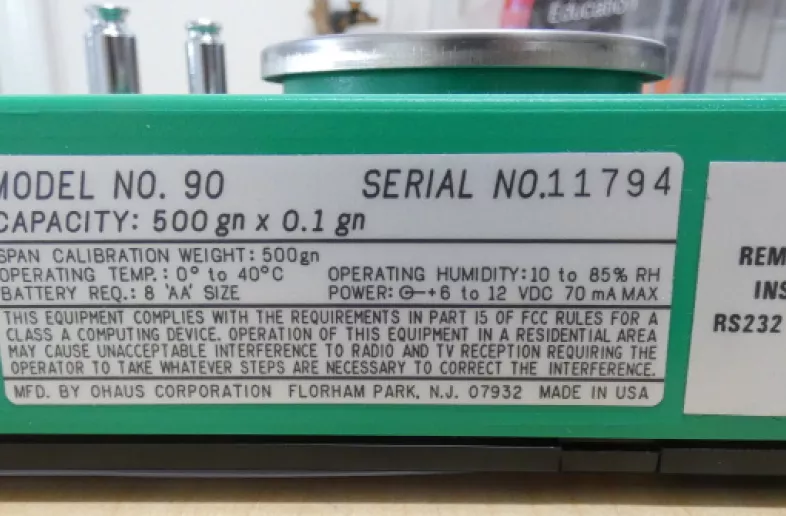 Education
MODEL NO. 90 SERIAL NO.11794
CAPACITY: 500 gn x 0.1 gn
SPAN CALIBRATION WEIGHT: 500gn
OPERATING TEMP.: 0° to 40°C OPERATING HUMIDITY: 10 to 85% RH
BATTERY REQ.: 8 'AA' SIZE POWER: +6 to 12 VDC 70 mA MAX
THIS EQUIPMENT COMPLIES WITH THE REQUIREMENTS IN PART 15 OF FCC RULES FOR A
CLASS A COMPUTING DEVICE. OPERATION OF THIS EQUIPMENT IN A RESIDENTIAL AREA
MAY CAUSE UNACCEPTABLE INTERFERENCE TO RADIO AND TV RECEPTION REQUIRING THE
OPERATOR TO TAKE WHATEVER STEPS ARE NECESSARY TO CORRECT THE INTERFERENCE.
MFD. BY OHAUS CORPORATION FLORHAM PARK, N.J. 07932 MADE IN USA
REM
INS
RS232